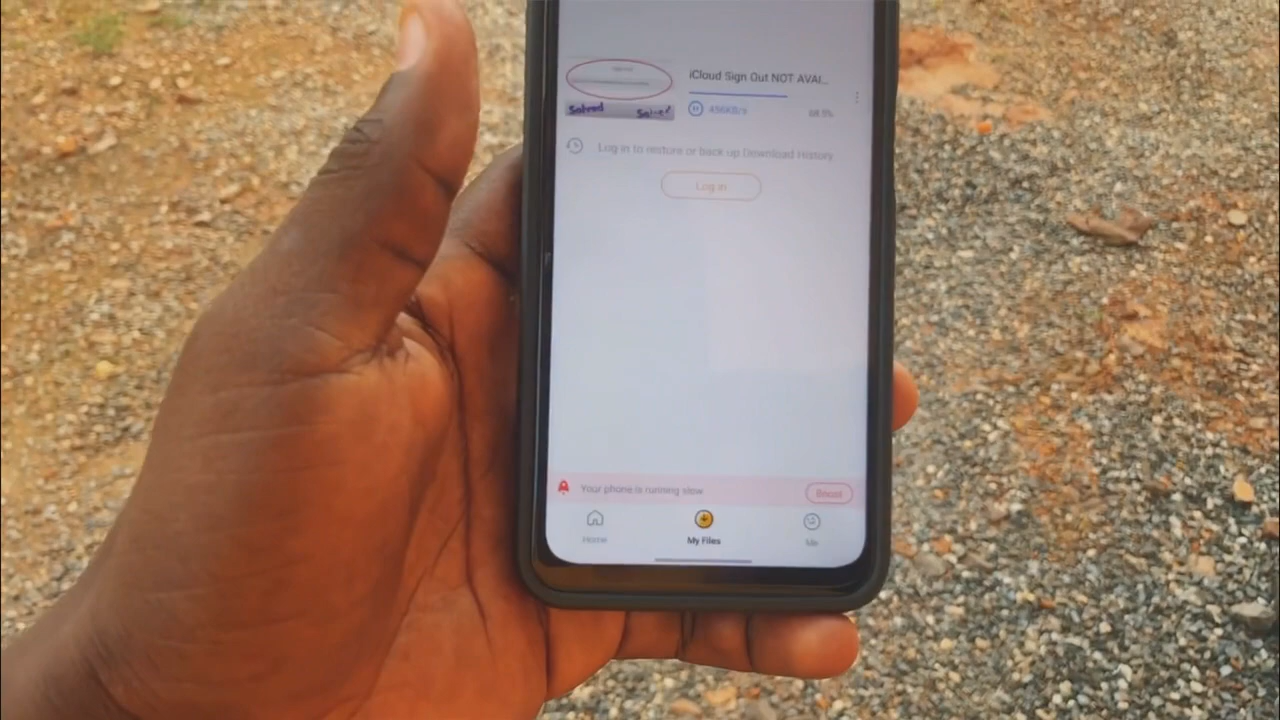 iCloud Sign Out NOT AVAI...
Solved Solved
456KB/s
68.5%
Log in to restore or back up Download History
Log in
Your phone is running slow
Boost
Home
My Files
Me